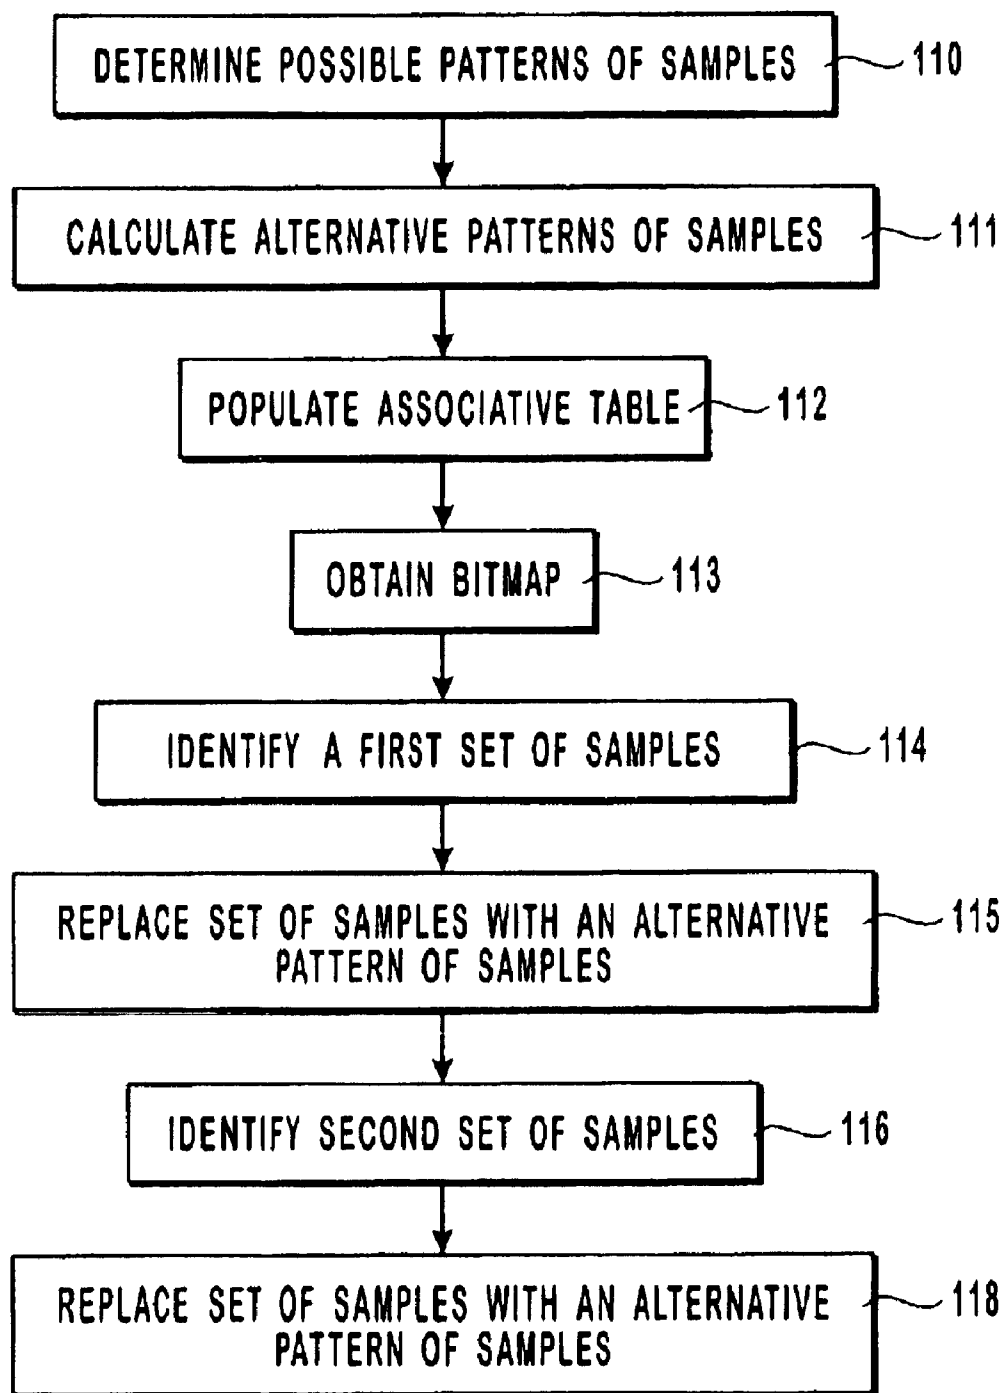 DETERMINE POSSIBLE PATTERNS OF SAMPLES 110
CALCULATE ALTERNATIVE PATTERNS OF SAMPLES 111
POPULATE ASSOCIATIVE TABLE 112
OBTAIN BITMAP 113
IDENTIFY A FIRST SET OF SAMPLES 114
REPLACE SET OF SAMPLES WITH AN ALTERNATIVE 115
PATTERN OF SAMPLES
IDENTIFY SECOND SET OF SAMPLES 116
REPLACE SET OF SAMPLES WITH AN ALTERNATIVE 118
PATTERN OF SAMPLES